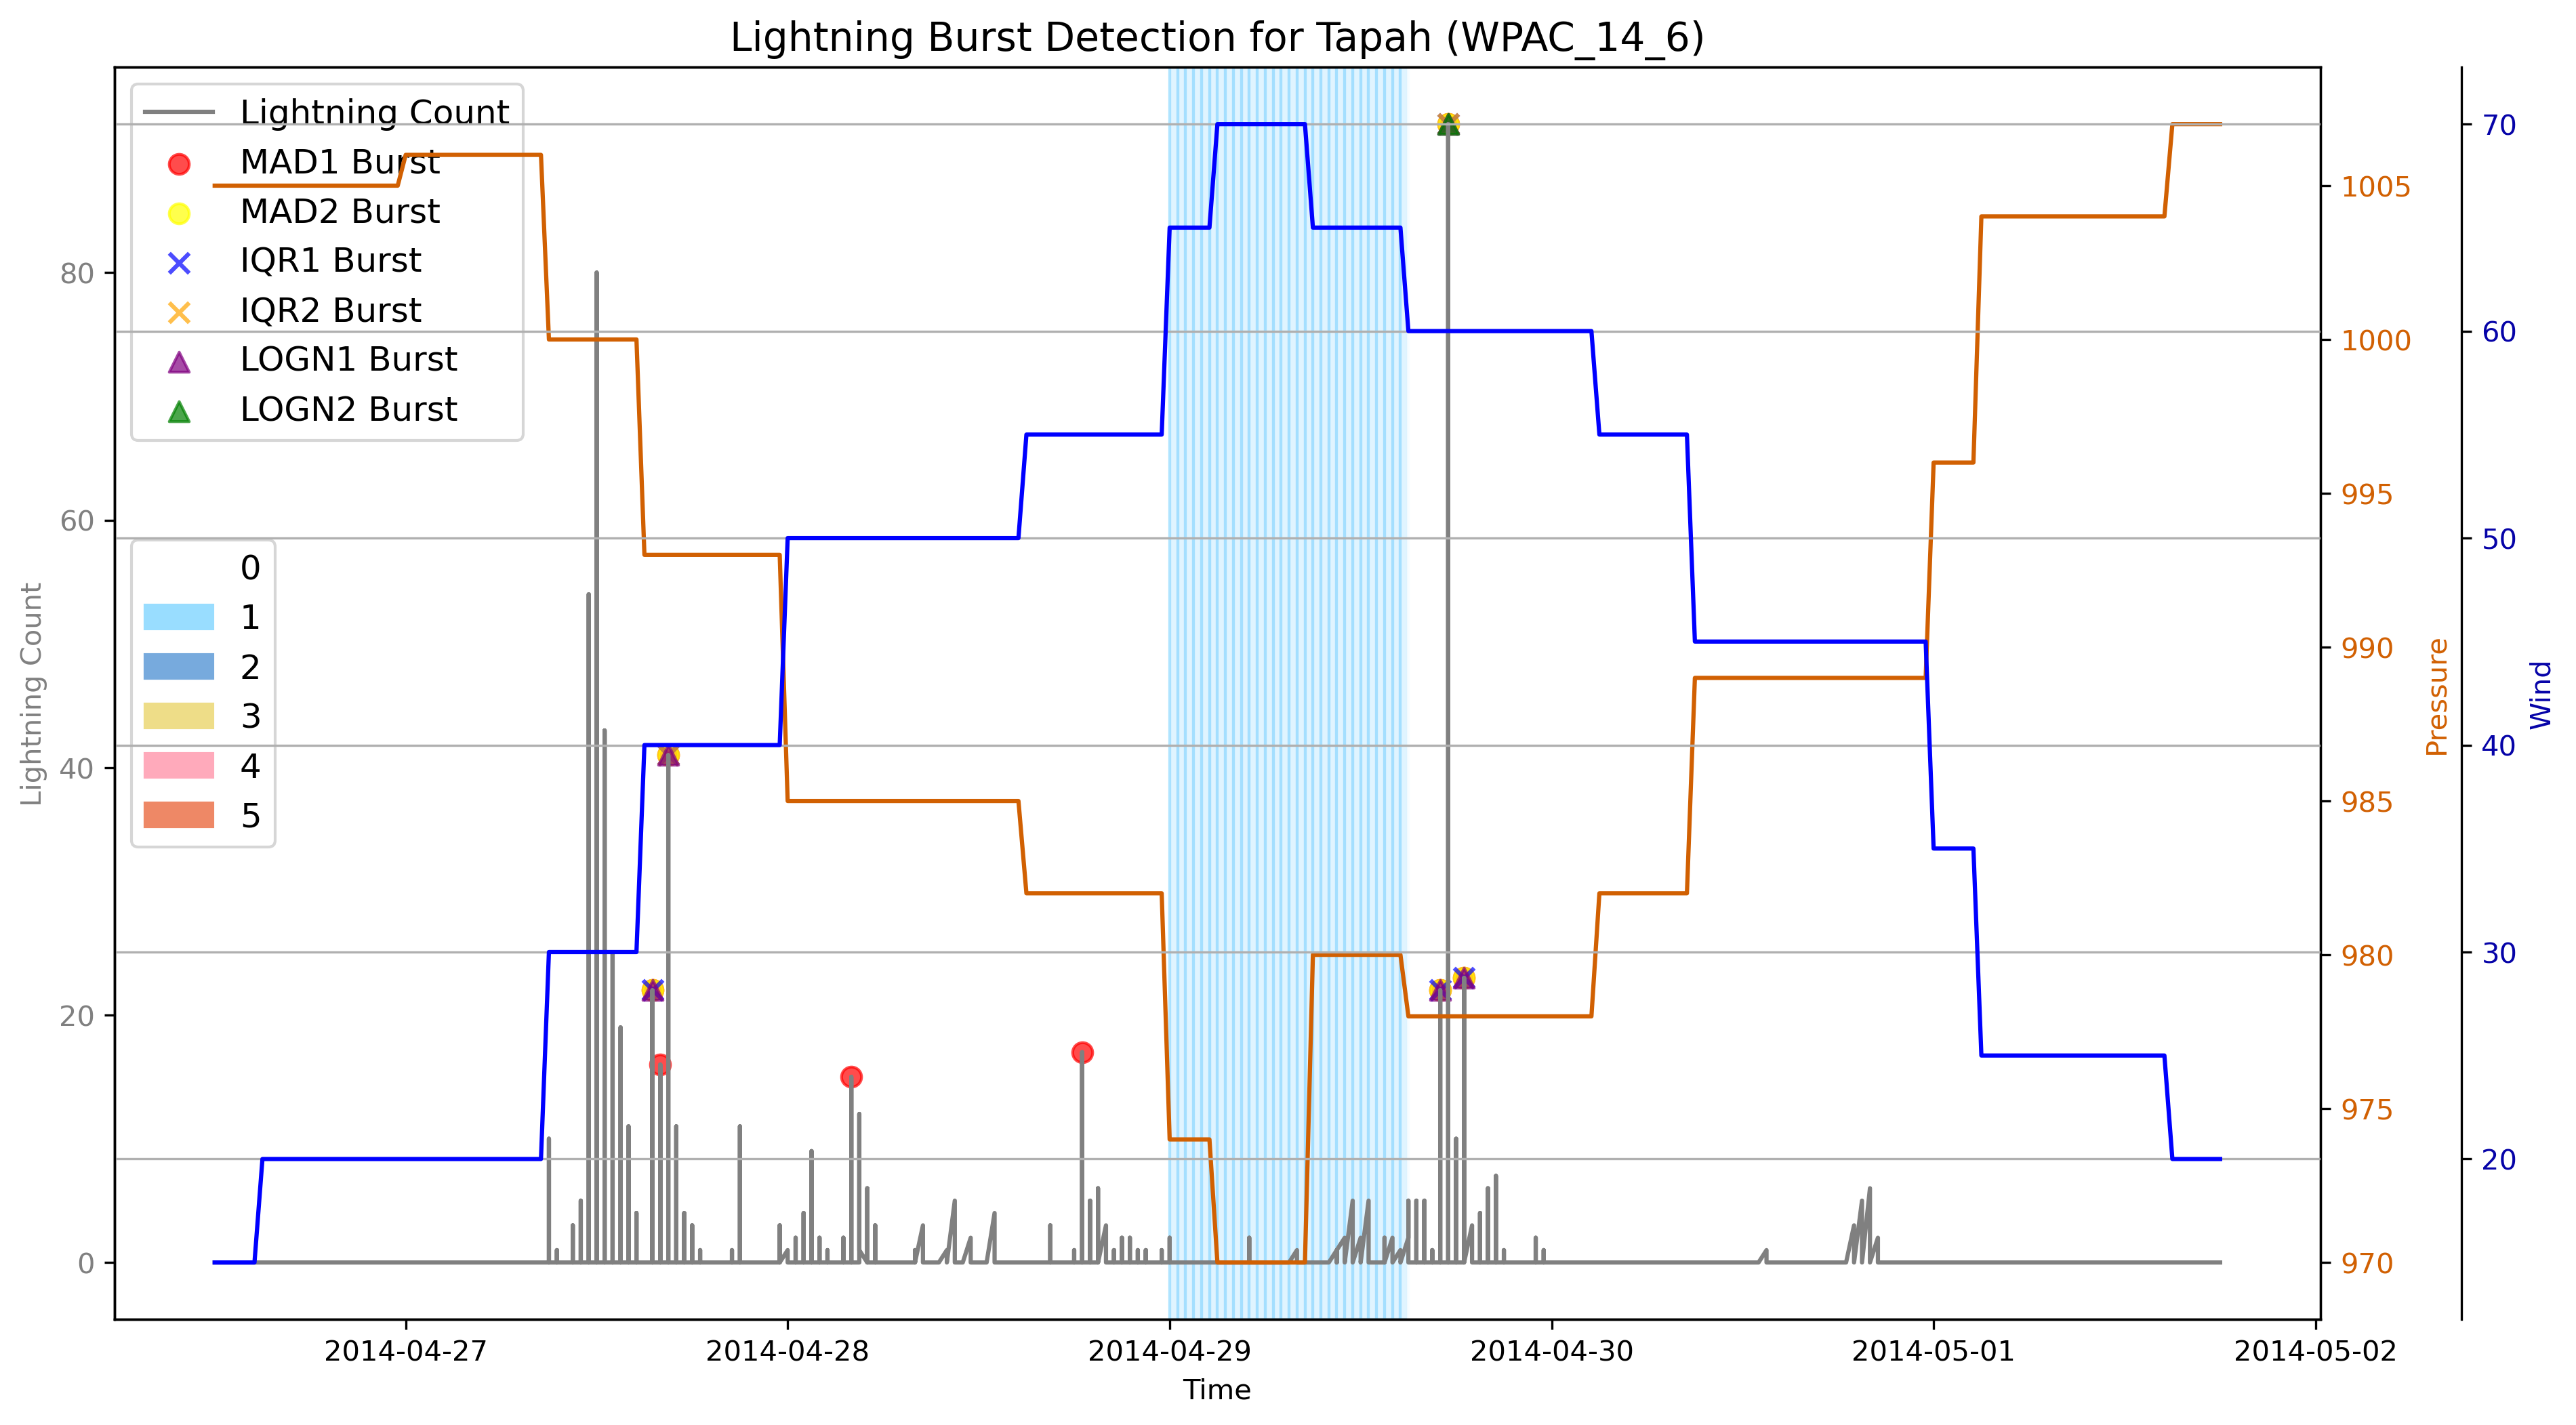 Lightning Burst Detection for Tapah (WPAC_14_6)
Lightning Count
MAD1 Burst
MAD2 Burst
IQR1 Burst
IQR2 Burst
LOGN1 Burst
LOGN2 Burst
0
1
2
3
4
5
Lightning Count
80
60
40
20
0
1005
1000
995
990
985
980
975
970
Pressure
70
60
50
40
30
20
Wind
2014-04-27
2014-04-28
2014-04-29
2014-04-30
2014-05-01
2014-05-02
Time